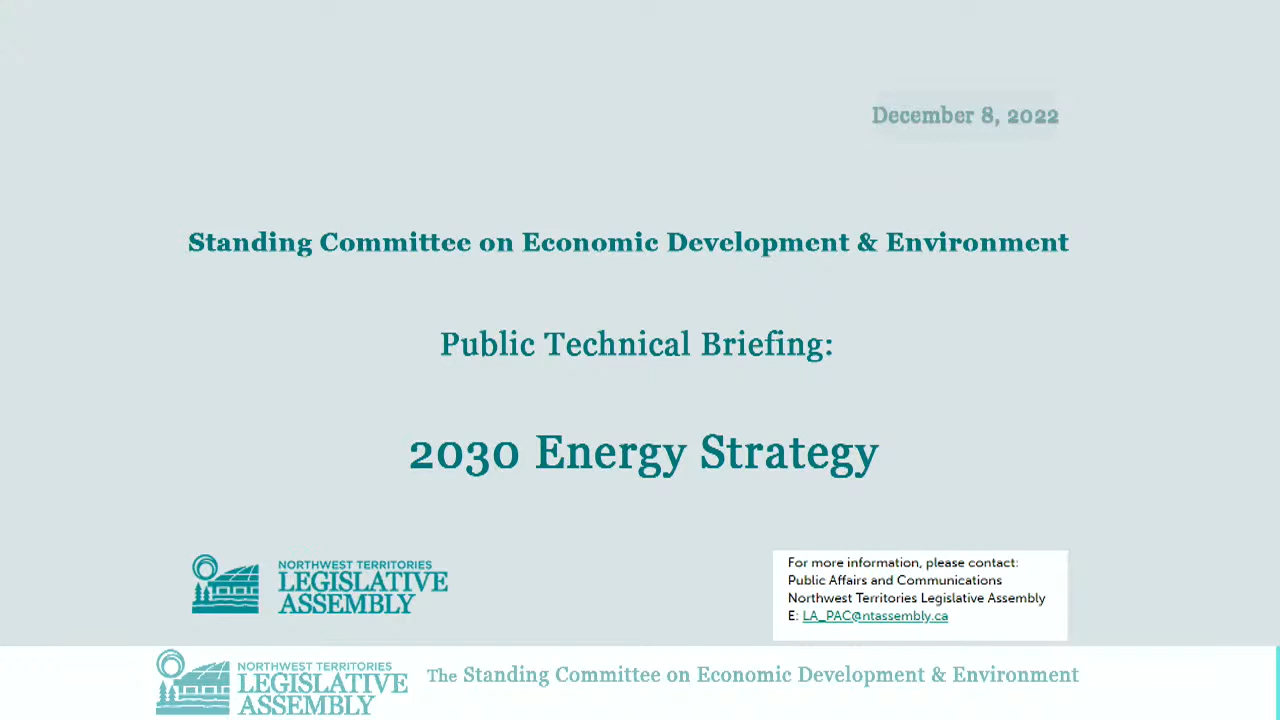 December 8, 2022
Standing Committee on Economic Development & Environment
Public Technical Briefing:
2030 Energy Strategy
NORTHWEST TERRITORIES
LEGISLATIVE
ASSEMBLY
For more information, please contact:
Public Affairs and Communications
Northwest Territories Legislative Assembly
E: LA_PAC@ntassembly.ca
NORTHWEST TERRITORIES
LEGISLATIVE
ASSEMBLY
The Standing Committee on Economic Development & Environment